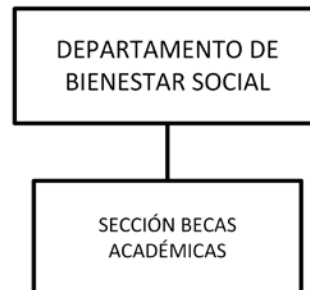 DEPARTAMENTO DE
BIENESTAR SOCIAL
SECCIÓN BECAS
ACADÉMICAS